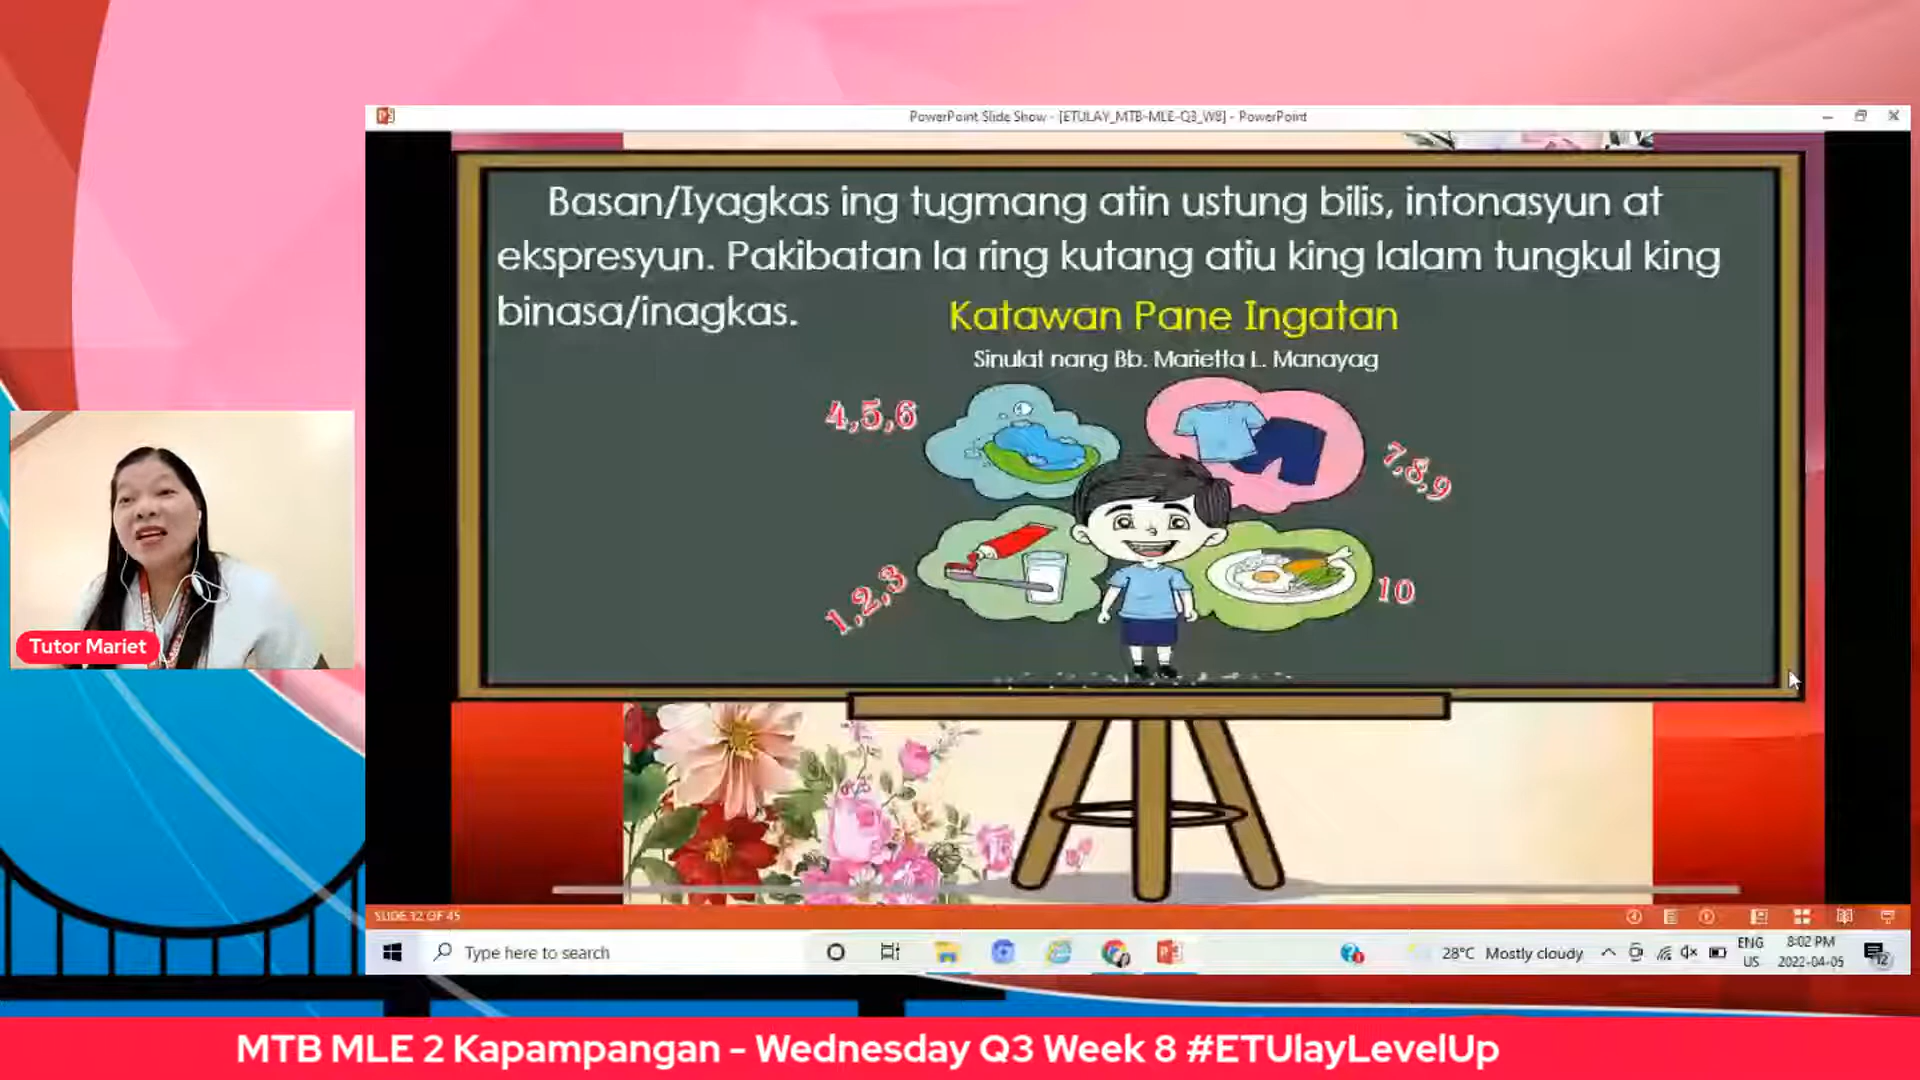 PowerPoint Slide Show - [ETULAY_MTB-MLE-Q3_W8] - PowerPoint
Basan/Iyagkas ing tugmang atin ustung bilis, intonasyun at
ekspresyun. Pakibatan la ring kutang atiu king lalam tungkul king
binasa/inagkas.
Katawan Pane Ingatan
Sinulat nang Bb. Marietta L. Manayag
4,5,6
7,8,9
1,2,3
10
Tutor Mariet
SLIDE 12 OF 45
Type here to search
28°C Mostly cloudy
ENG
US
8:02 PM
2022-04-05
12
MTB MLE 2 Kapampangan - Wednesday Q3 Week 8 #ETUlayLevelUp